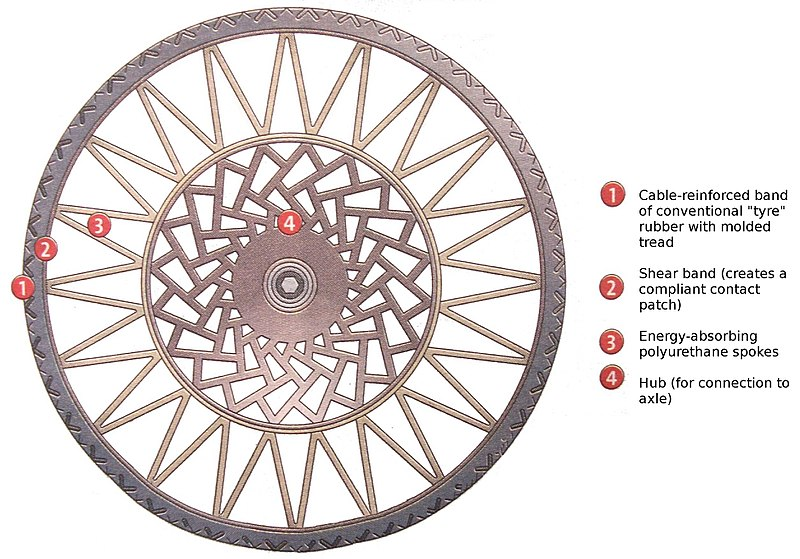 4
3
2
1
1 Cable-reinforced band
of conventional "tyre"
rubber with molded
tread
2 Shear band (creates a
compliant contact
patch)
3 Energy-absorbing
polyurethane spokes
4 Hub (for connection to
axle)